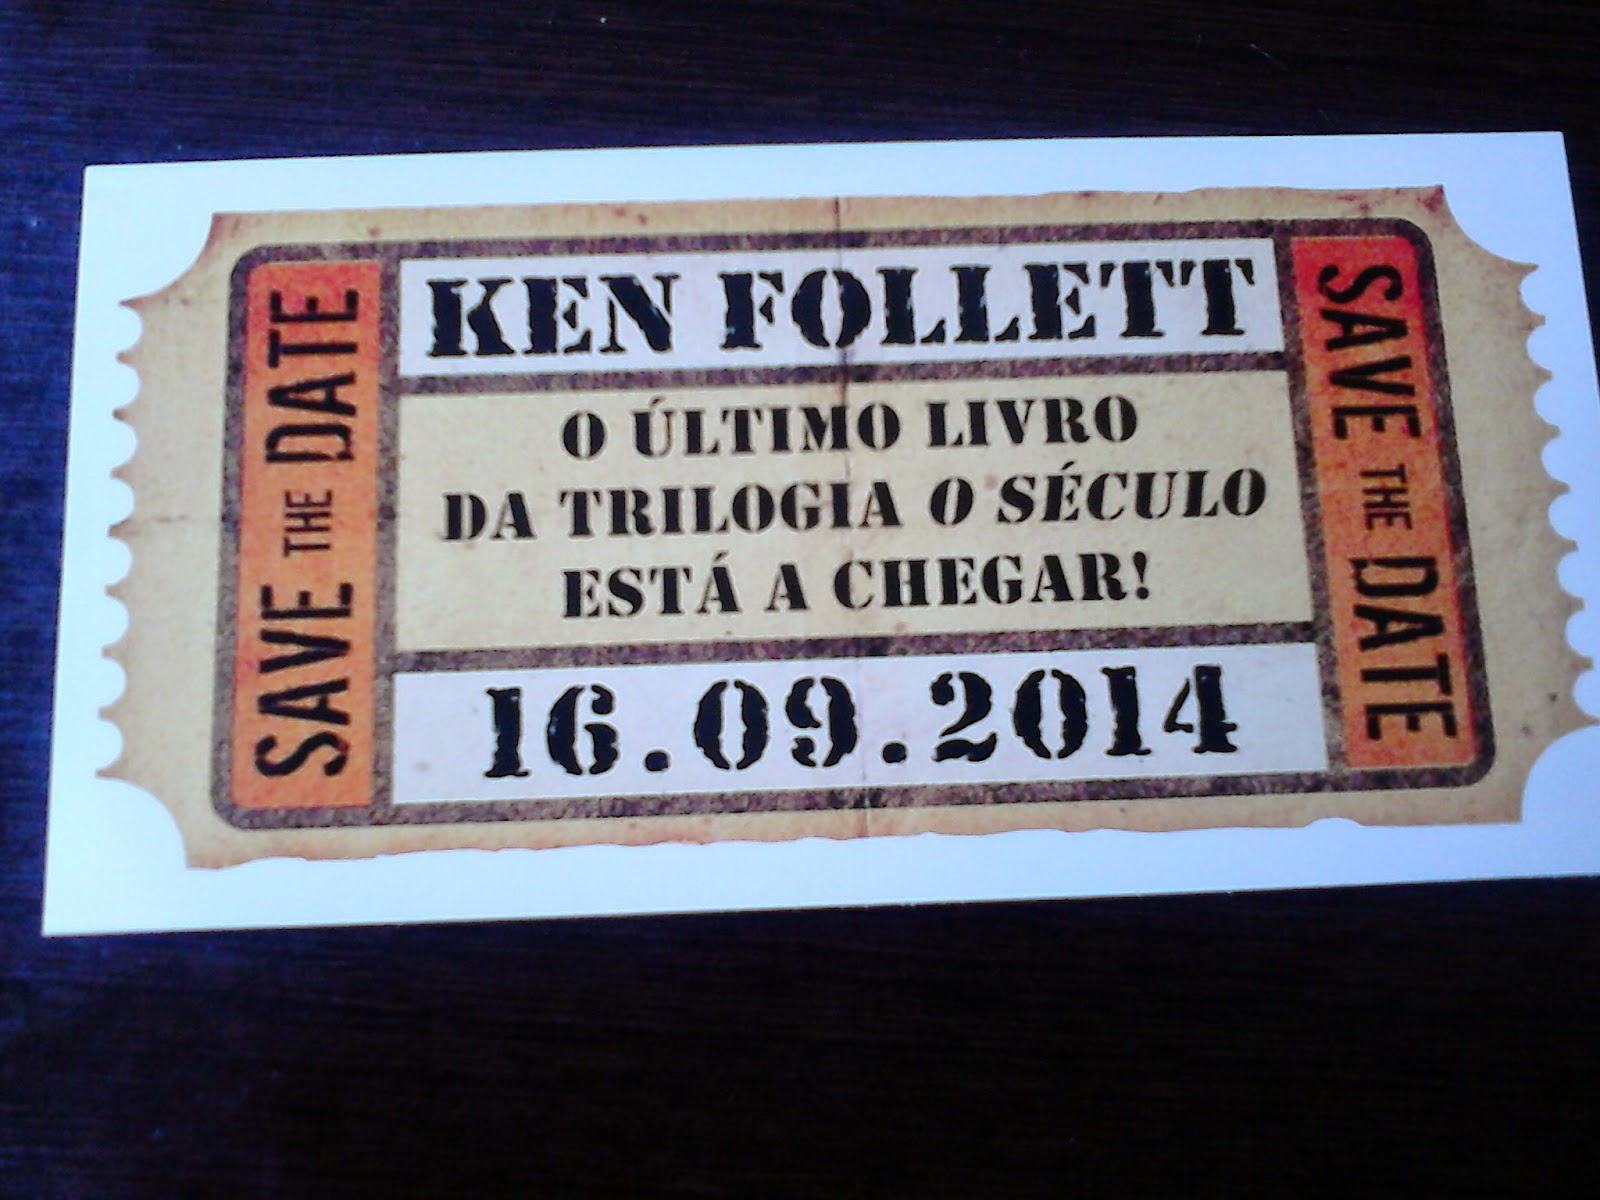 SAVE THE DATE
KEN FOLLETT
O ÚLTIMO LIVRO
DA TRILOGIA O SÉCULO
ESTÁ A CHEGAR!
16.09.2014
SAVE THE DATE